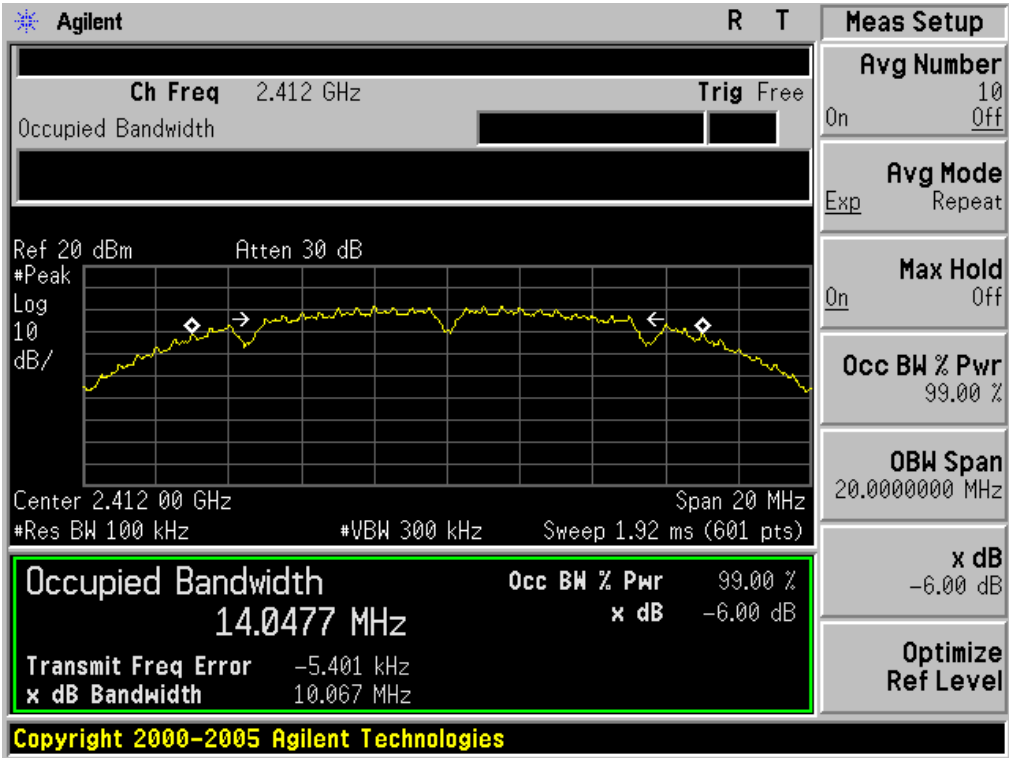 Agilent R T
Ch Freq 2.412 GHz Trig Free
Occupied Bandwidth
Ref 20 dBm Atten 30 dB
#Peak
Log
10
dB/
Center 2.412 00 GHz Span 20 MHz
#Res BW 100 kHz #VBW 300 kHz Sweep 1.92 ms (601 pts)
Occupied Bandwidth Occ BW % Pwr 99.00 %
14.0477 MHz x dB -6.00 dB
Transmit Freq Error -5.401 kHz
x dB Bandwidth 10.067 MHz
Copyright 2000-2005 Agilent Technologies
Meas Setup
Avg Number
10
On Off
Avg Mode
Exp Repeat
Max Hold
On Off
Occ BW % Pwr
99.00 %
OBW Span
20.0000000 MHz
x dB
-6.00 dB
Optimize
Ref Level